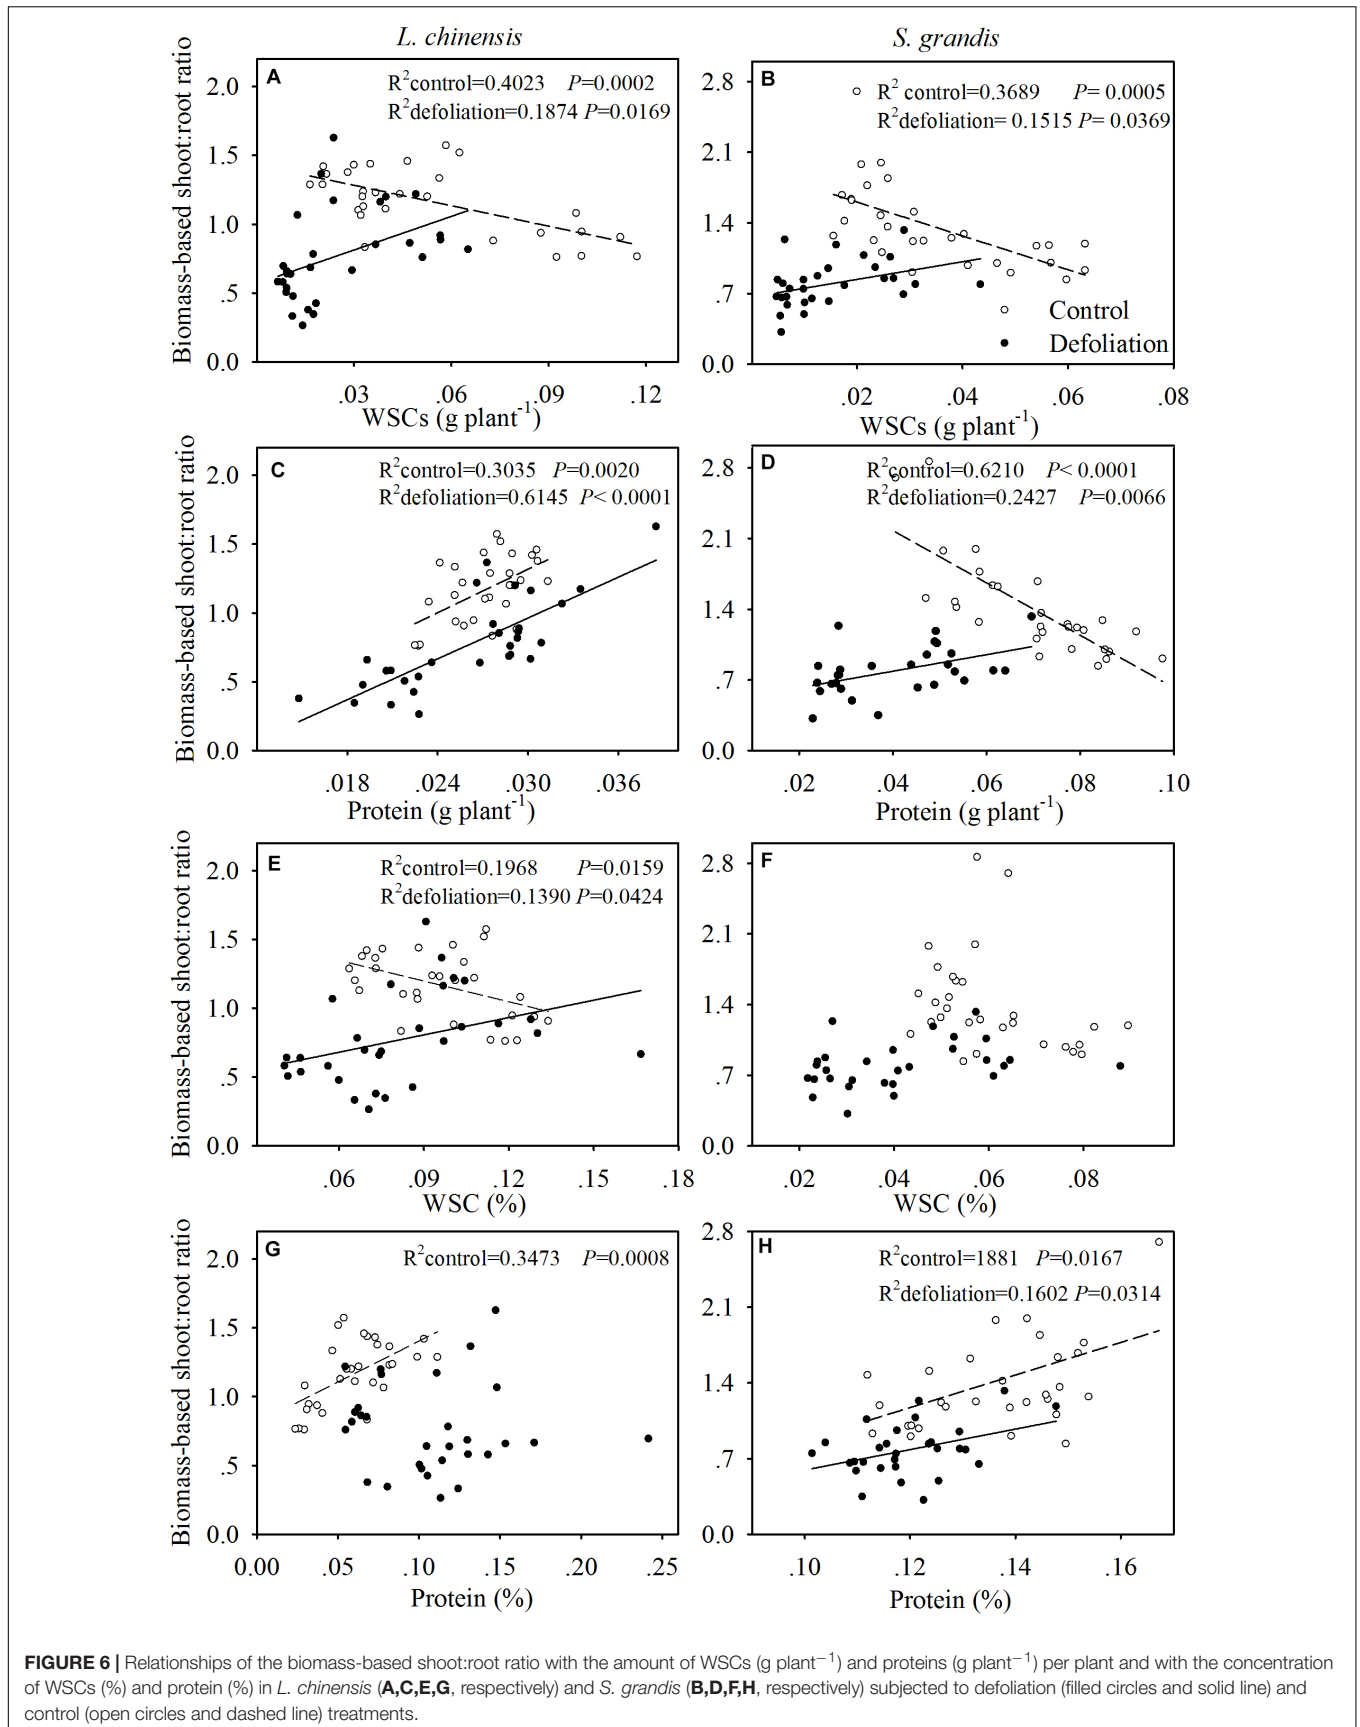 L. chinensis
S. grandis
A
R²control=0.4023 P=0.0002
R²defoliation=0.1874 P=0.0169
Biomass-based shoot:root ratio
2.0
1.5
1.0
.5
0.0
.03 .06 .09 .12
WSCs (g plant⁻¹)
B
R² control=0.3689 P= 0.0005
R²defoliation= 0.1515 P= 0.0369
2.8
2.1
1.4
.7
0.0
Control
Defoliation
.02 .04 .06 .08
WSCs (g plant⁻¹)
C
R²control=0.3035 P=0.0020
R²defoliation=0.6145 P< 0.0001
Biomass-based shoot:root ratio
2.0
1.5
1.0
.5
0.0
.018 .024 .030 .036
Protein (g plant⁻¹)
D
R²control=0.6210 P< 0.0001
R²defoliation=0.2427 P=0.0066
2.8
2.1
1.4
.7
0.0
.02 .04 .06 .08 .10
Protein (g plant⁻¹)
E
R²control=0.1968 P=0.0159
R²defoliation=0.1390 P=0.0424
Biomass-based shoot:root ratio
2.0
1.5
1.0
.5
0.0
.06 .09 .12 .15 .18
WSC (%)
F
2.8
2.1
1.4
.7
0.0
.02 .04 .06 .08
WSC (%)
G
R²control=0.3473 P=0.0008
Biomass-based shoot:root ratio
2.0
1.5
1.0
.5
0.0
0.00 .05 .10 .15 .20 .25
Protein (%)
H
R²control=1881 P=0.0167
R²defoliation=0.1602 P=0.0314
2.8
2.1
1.4
.7
0.0
.10 .12 .14 .16
Protein (%)
FIGURE 6 | Relationships of the biomass-based shoot:root ratio with the amount of WSCs (g plant⁻¹) and proteins (g plant⁻¹) per plant and with the concentration
of WSCs (%) and protein (%) in L. chinensis (A,C,E,G, respectively) and S. grandis (B,D,F,H, respectively) subjected to defoliation (filled circles and solid line) and
control (open circles and dashed line) treatments.